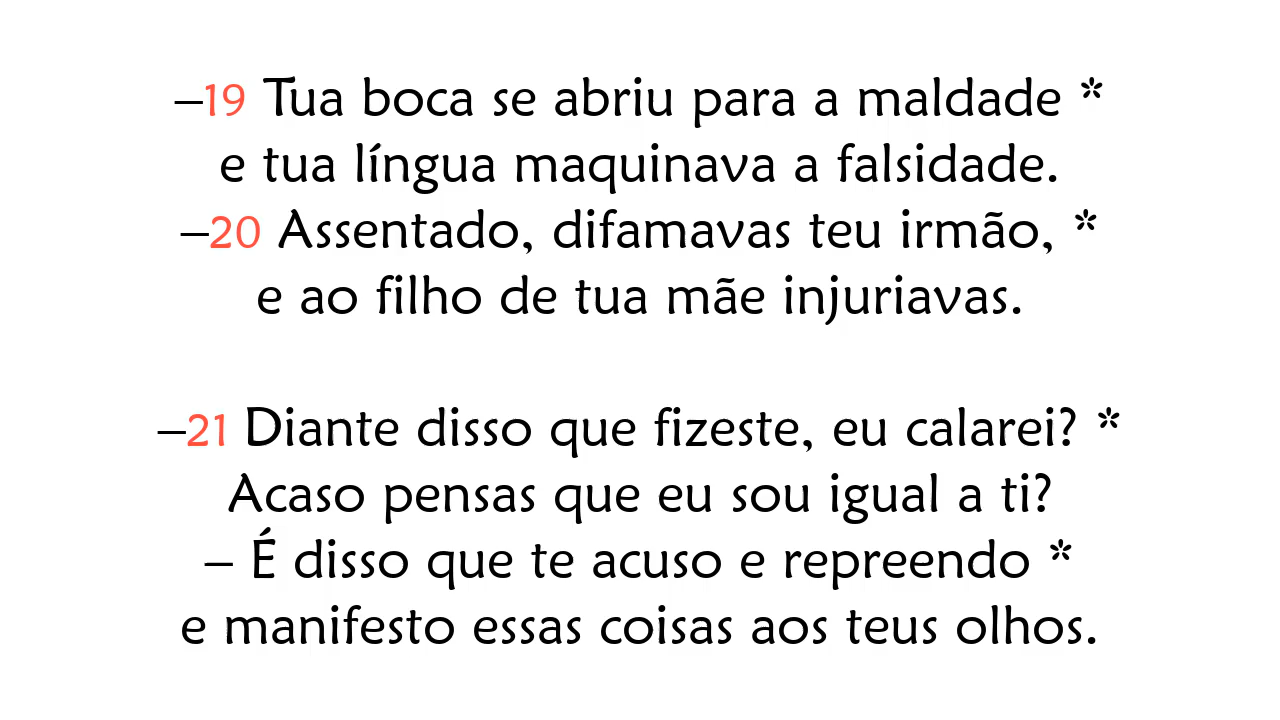 –19 Tua boca se abriu para a maldade *
e tua língua maquinava a falsidade.
–20 Assentado, difamavas teu irmão, *
e ao filho de tua mãe injuriavas.
–21 Diante disso que fizeste, eu calarei? *
Acaso pensas que eu sou igual a ti?
– É disso que te acuso e repreendo *
e manifesto essas coisas aos teus olhos.